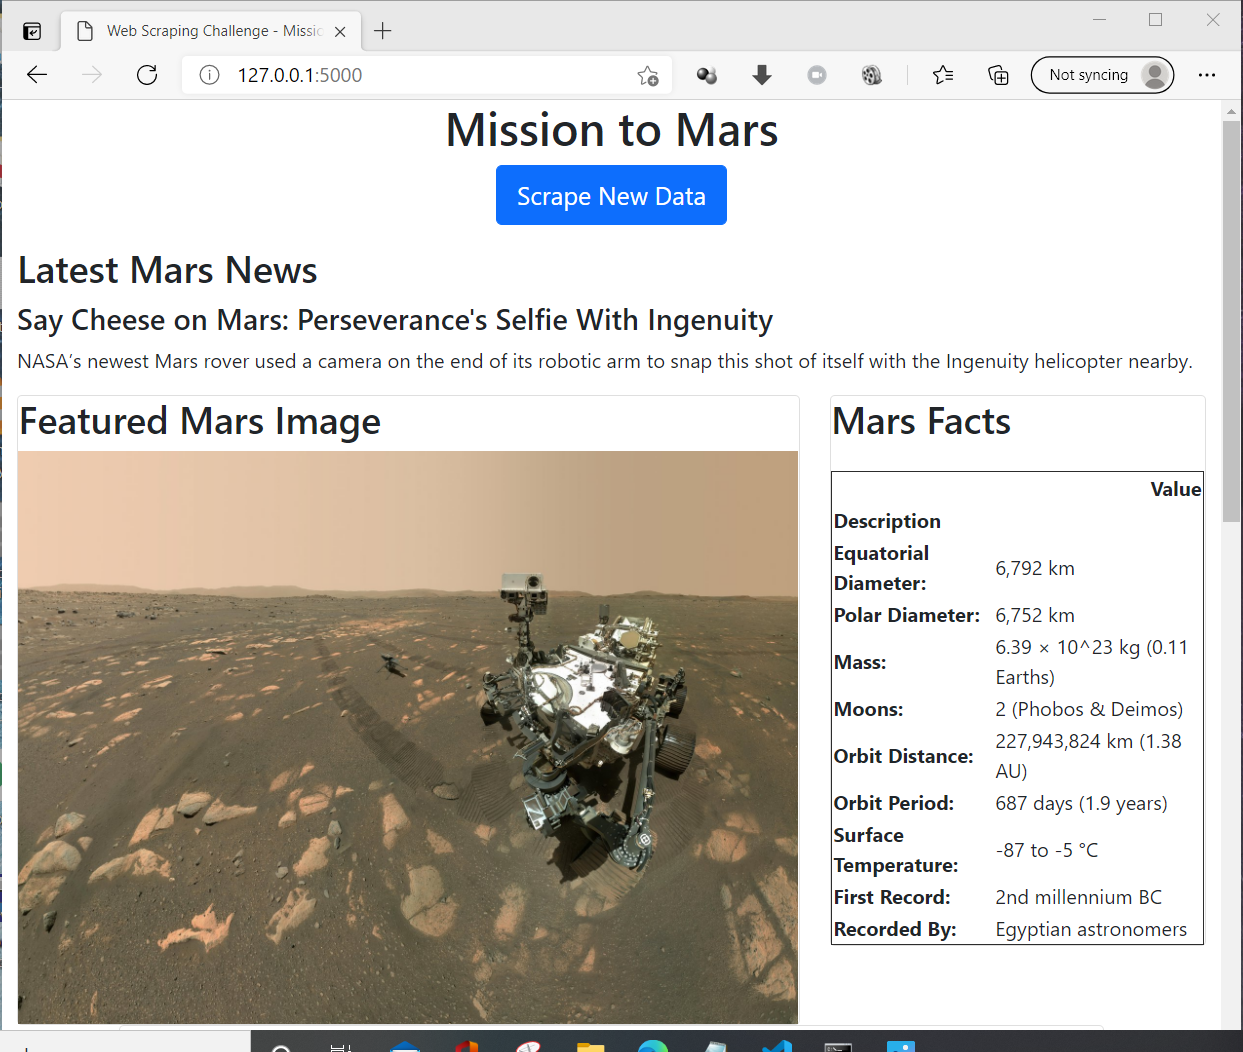 Web Scraping Challenge - Missic
127.0.0.1:5000
Not syncing
Mission to Mars
Scrape New Data
Latest Mars News
Say Cheese on Mars: Perseverance's Selfie With Ingenuity
NASA’s newest Mars rover used a camera on the end of its robotic arm to snap this shot of itself with the Ingenuity helicopter nearby.
Featured Mars Image
Mars Facts
Value
Description
Equatorial
Diameter: 6,792 km
Polar Diameter: 6,752 km
Mass: 6.39 × 10^23 kg (0.11
Earths)
Moons: 2 (Phobos & Deimos)
Orbit Distance: 227,943,824 km (1.38
AU)
Orbit Period: 687 days (1.9 years)
Surface
Temperature: -87 to -5 °C
First Record: 2nd millennium BC
Recorded By: Egyptian astronomers